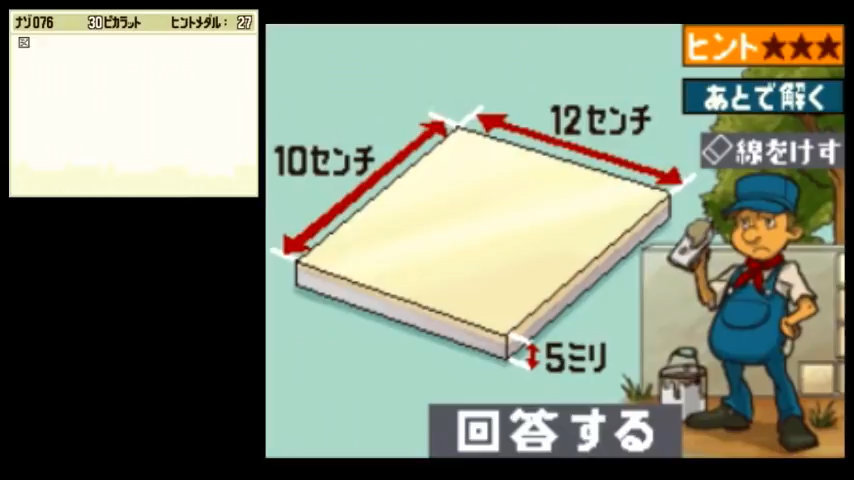 ナゾ076 30ピカラット ヒントメダル: 27
図
ヒント★★★
あとで解く
線をけす
12センチ
10センチ
5ミリ
回答する